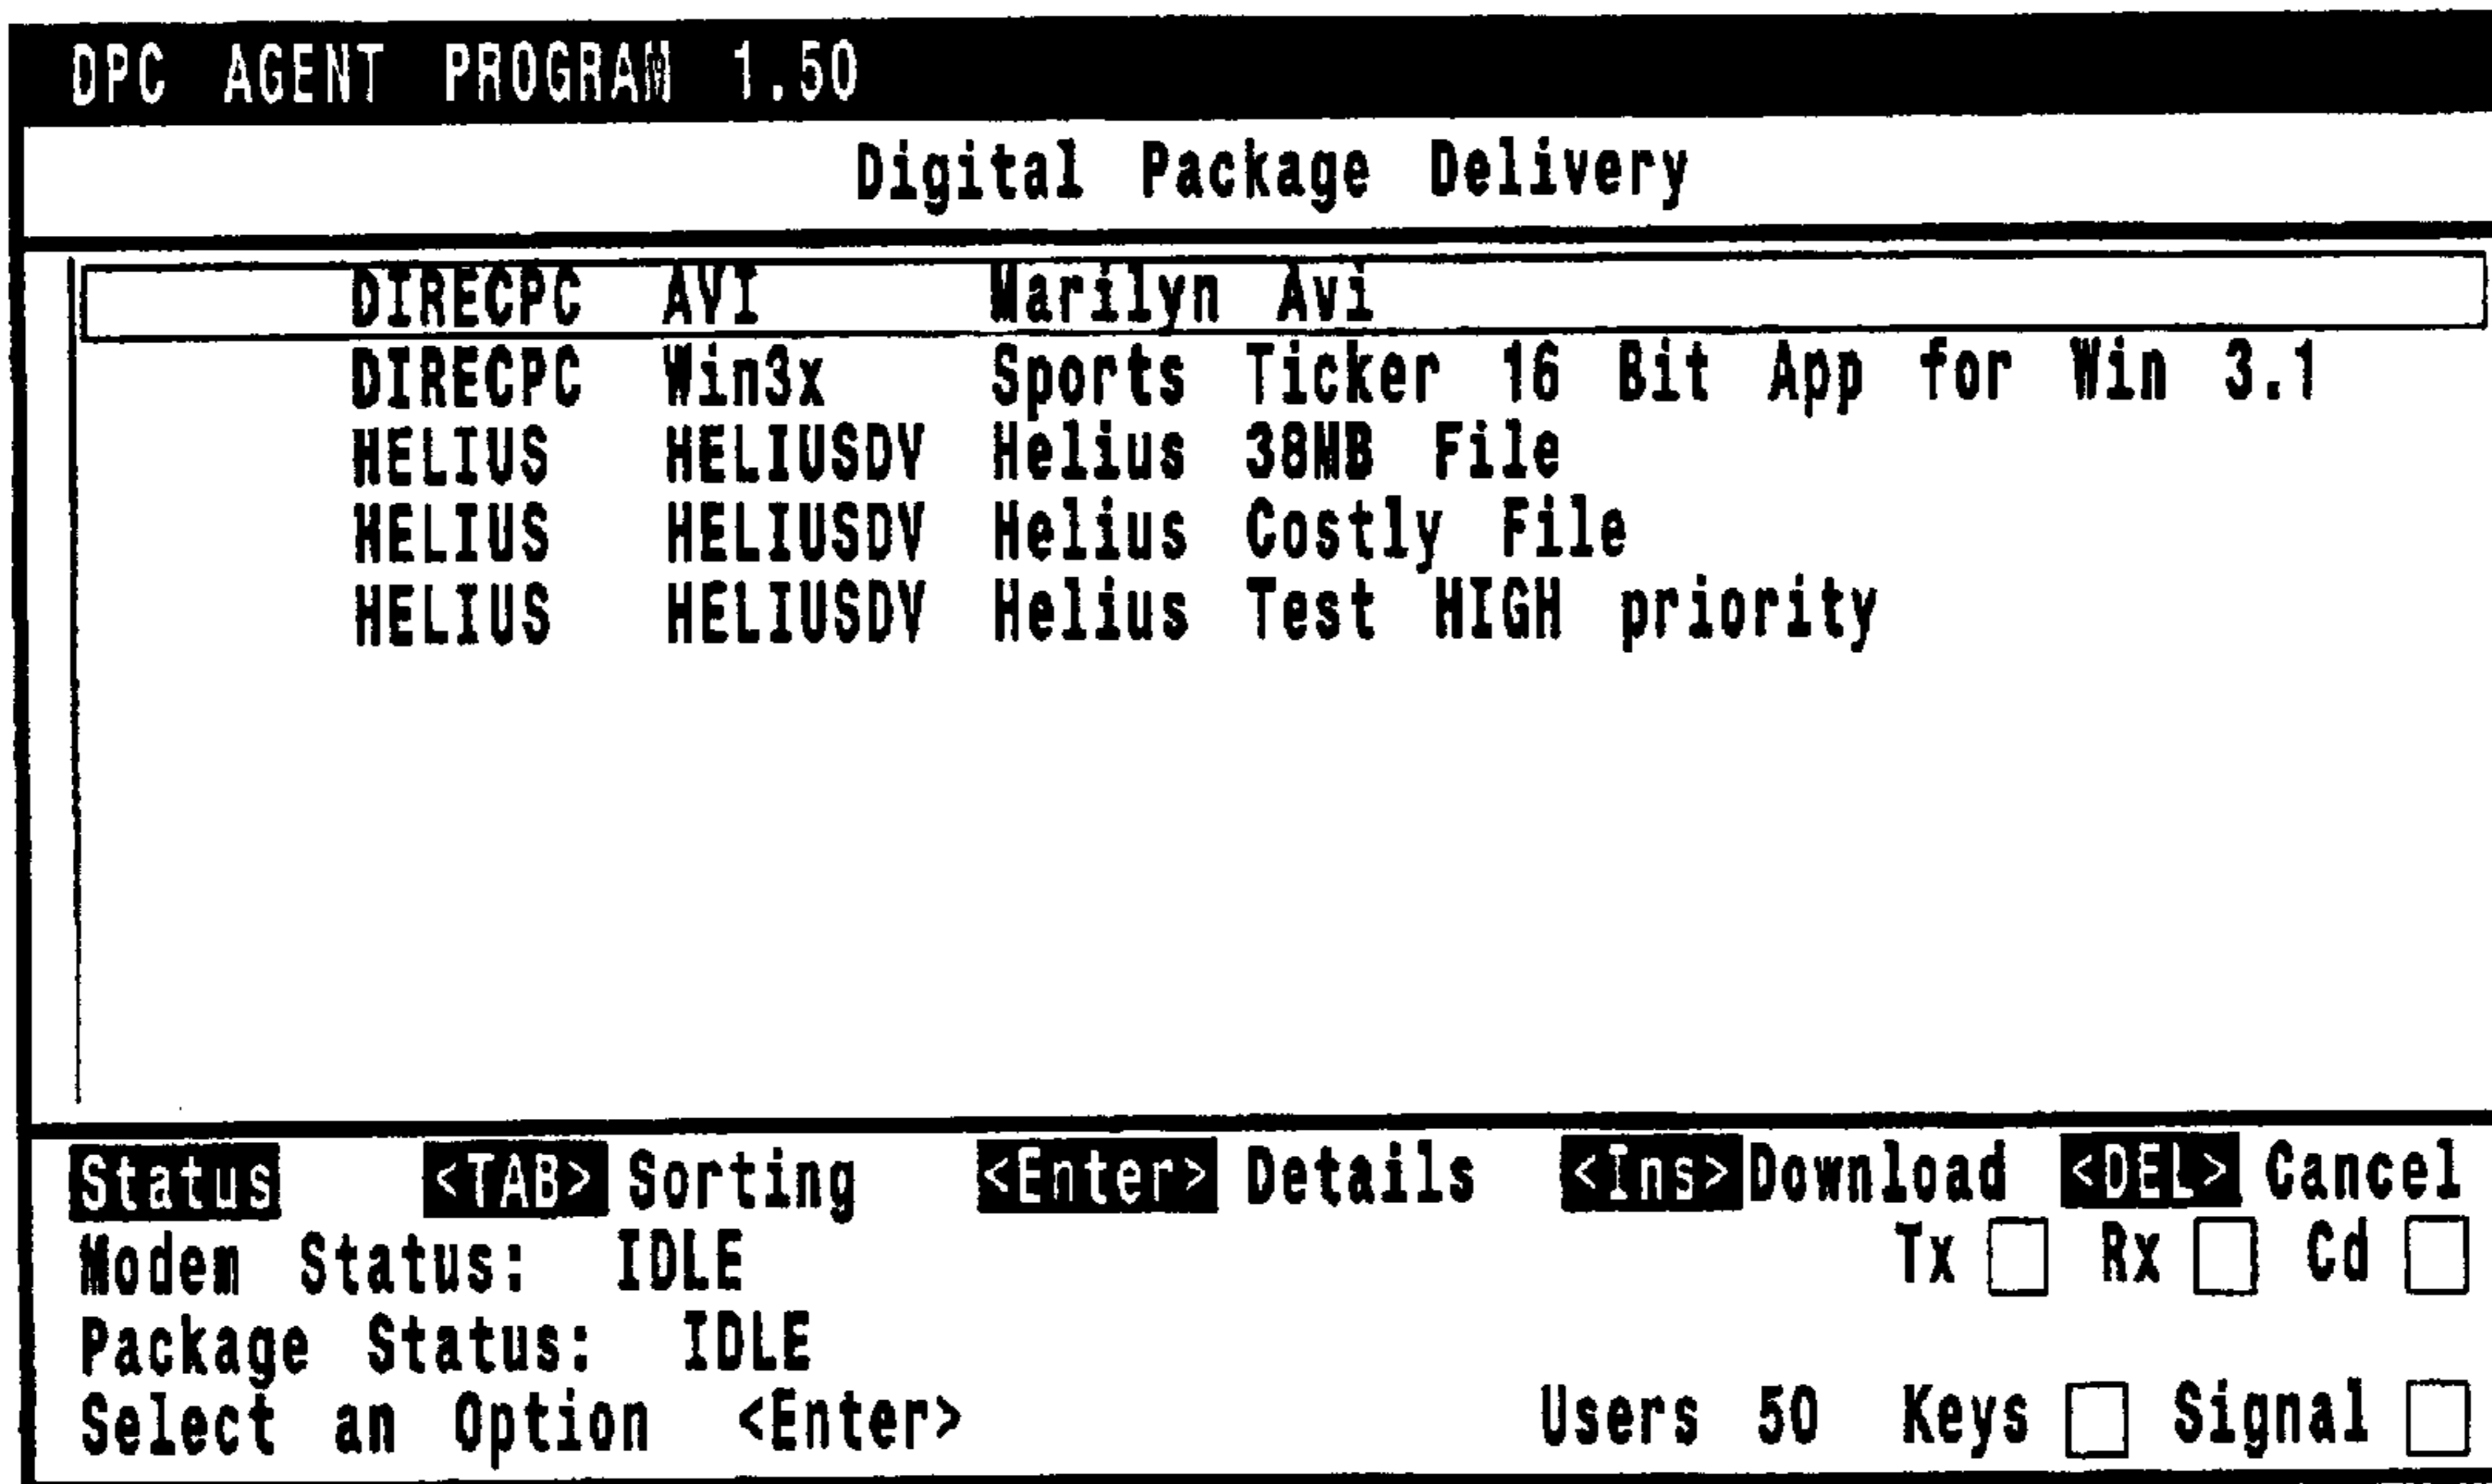 DPC AGENT PROGRAM 1.50
Digital Package Delivery
DIRECPC AVI Marilyn Avi
DIRECPC Win3x Sports Ticker 16 Bit App for Win 3.1
HELIUS HELIUSDV Helius 38MB File
HELIUS HELIUSDV Helius Costly File
HELIUS HELIUSDV Helius Test HIGH priority
Status <TAB> Sorting <Enter> Details <Ins> Download <DEL> Cancel
Modem Status: IDLE Tx Rx Cd
Package Status: IDLE
Select an Option <Enter> Users 50 Keys Signal